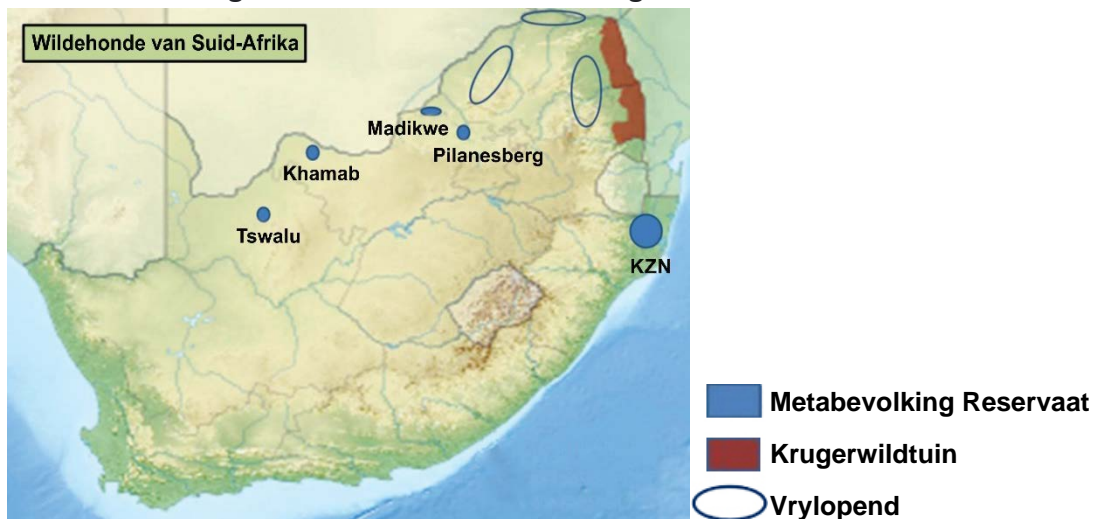 Wildehonde van Suid-Afrika
Madikwe
Pilanesberg
Khamab
Tswalu
KZN
Metabevolking Reservaat
Krugerwildtuin
Vrylopend